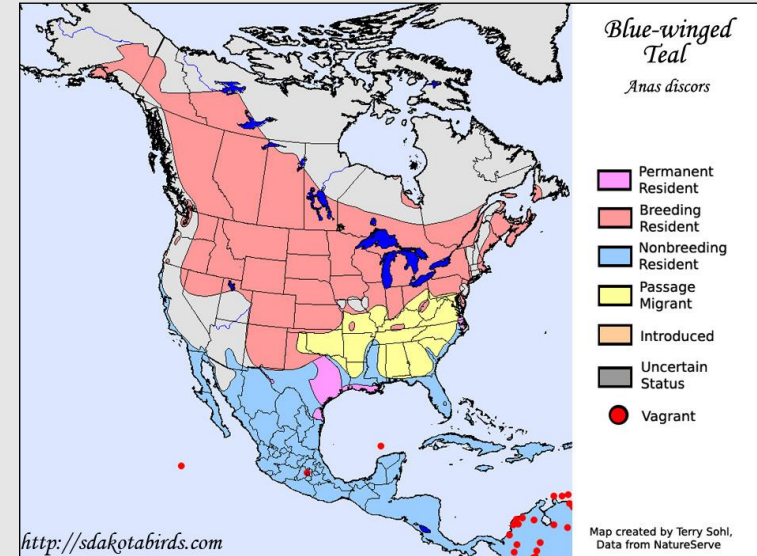 Blue-winged
Teal
Anas discors
Permanent
Resident
Breeding
Resident
Nonbreeding
Resident
Passage
Migrant
Introduced
Uncertain
Status
Vagrant
http://sdakotabirds.com
Map created by Terry Sohl,
Data from NatureServe